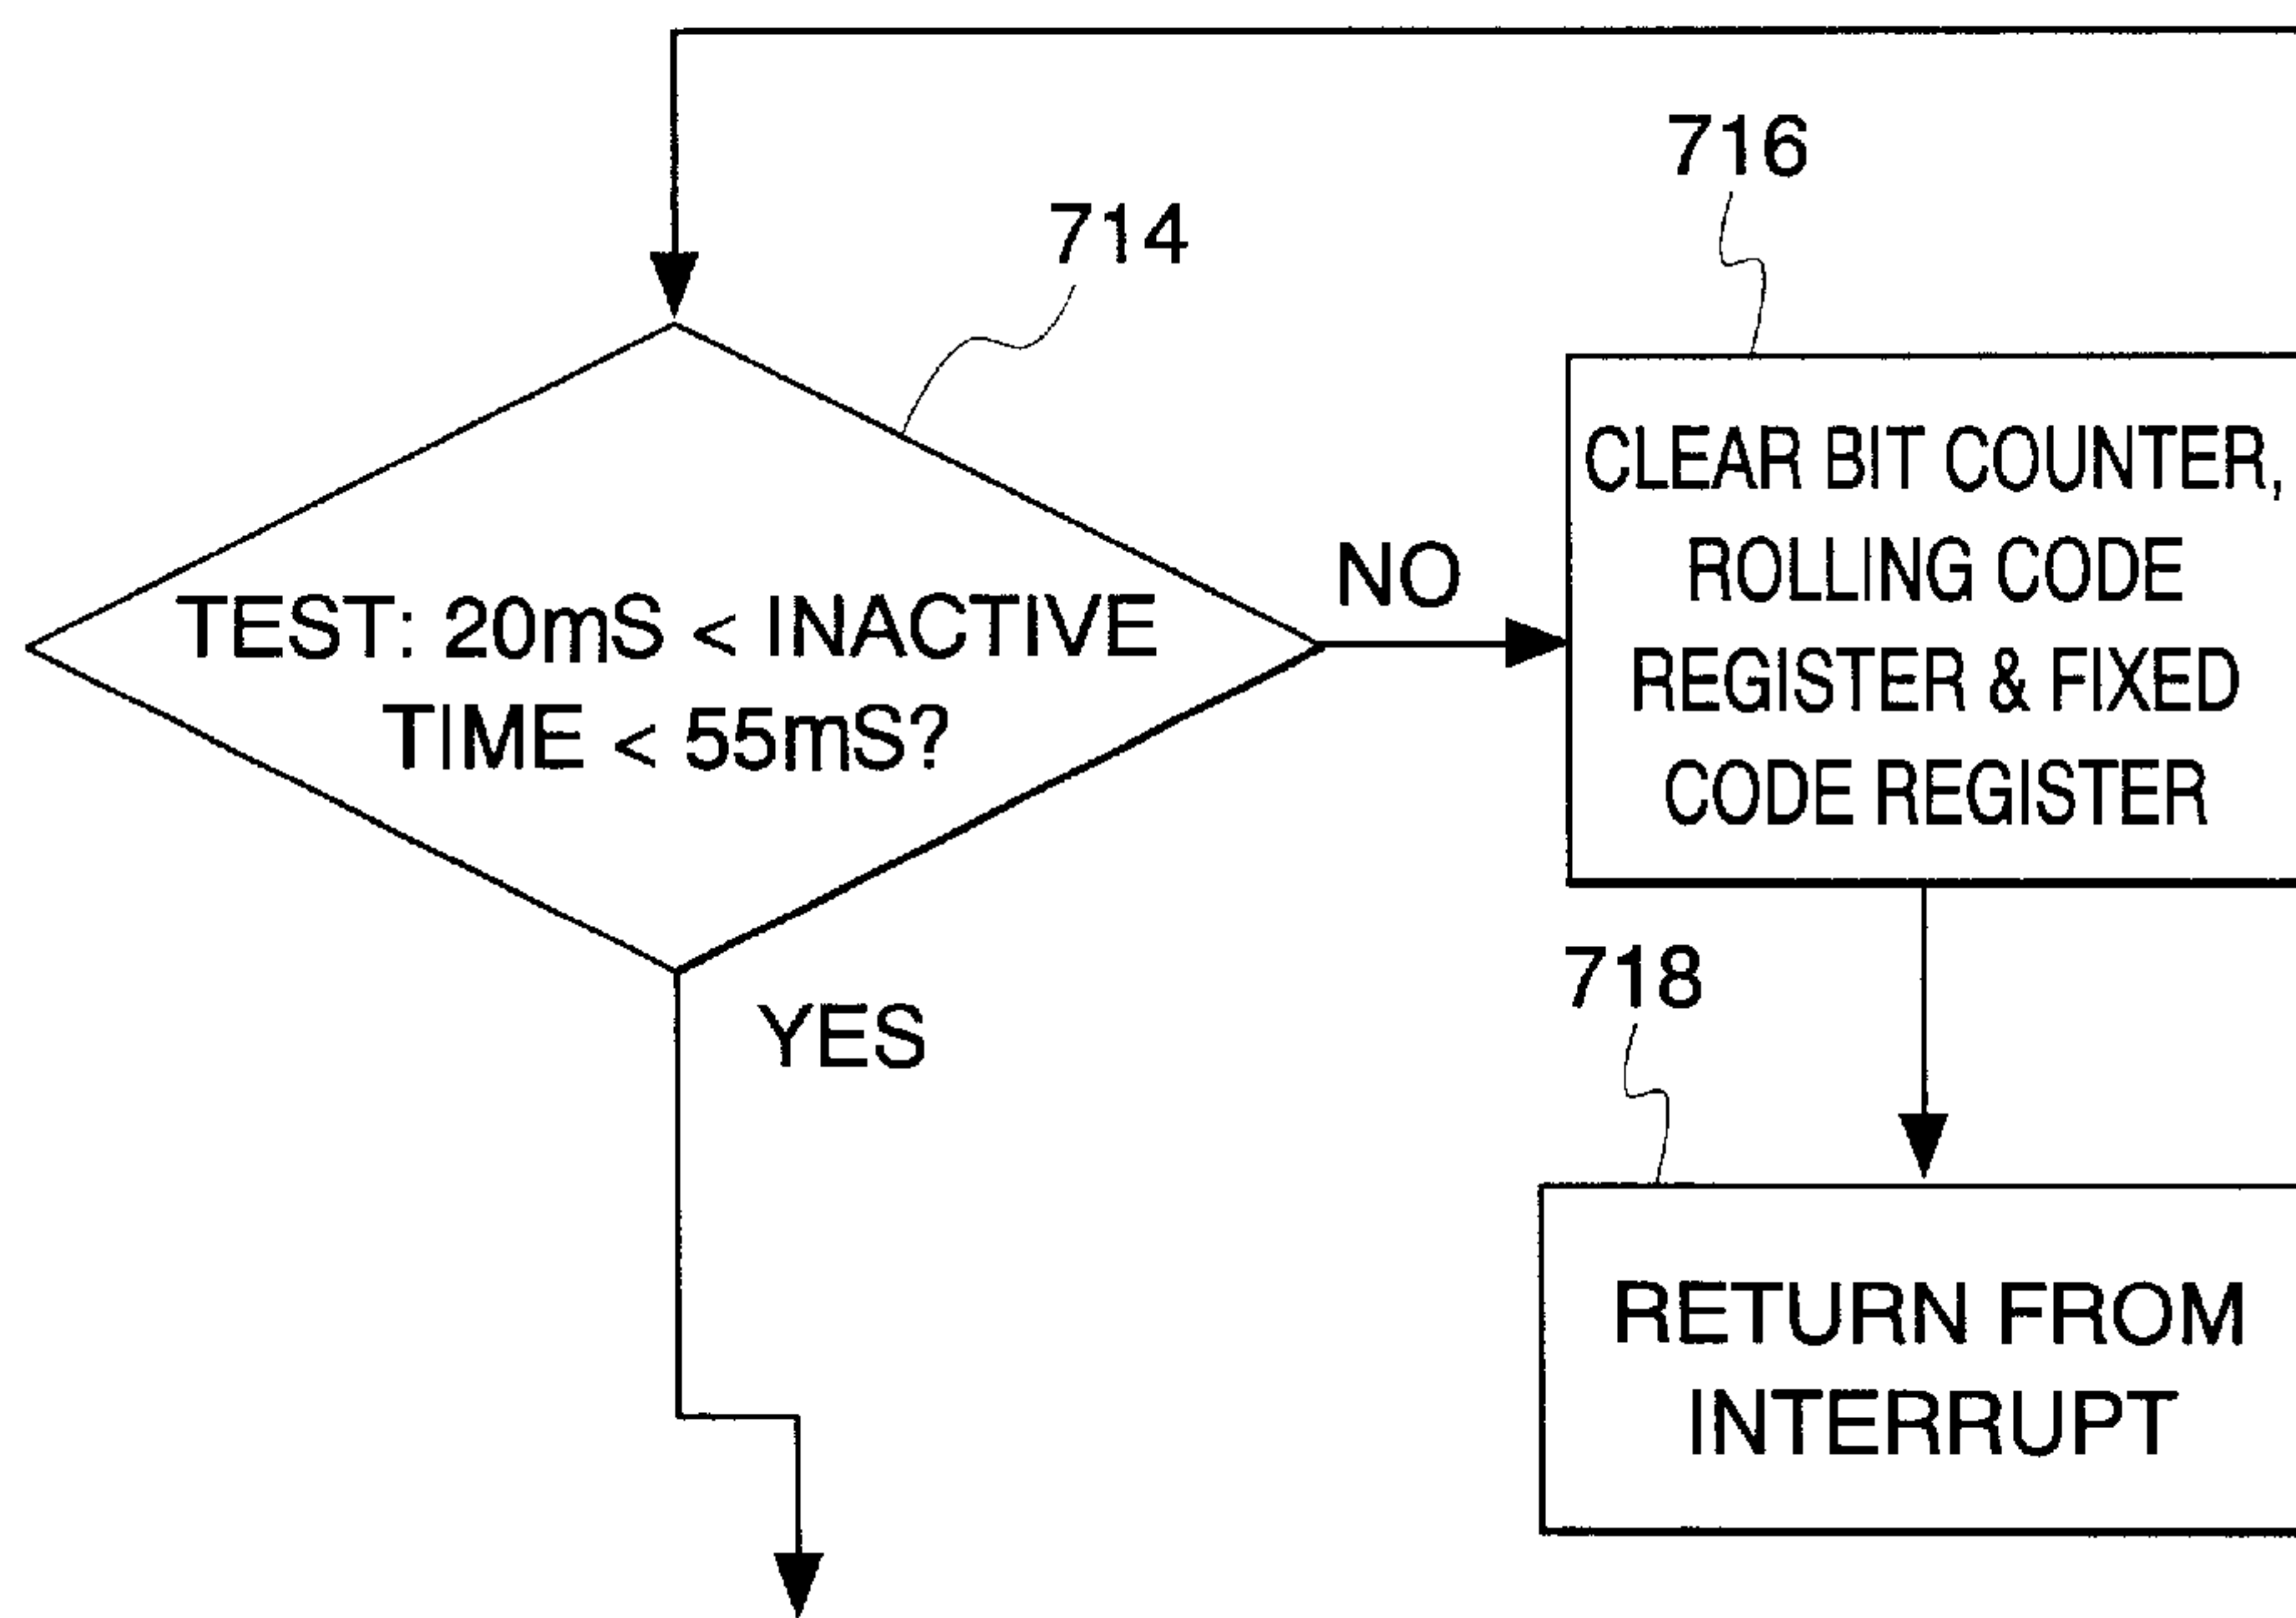 716
714
CLEAR BIT COUNTER,
ROLLING CODE
REGISTER & FIXED
CODE REGISTER
NO
TEST: 20mS < INACTIVE
TIME < 55mS?
YES
718
RETURN FROM
INTERRUPT